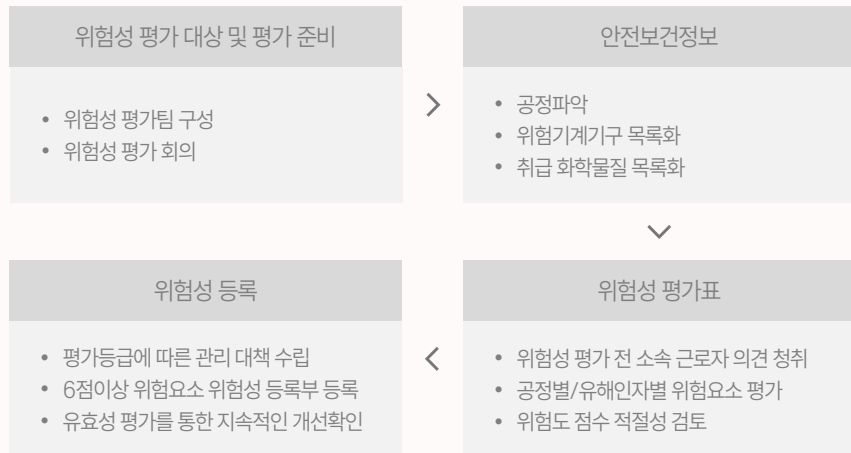 위험성 평가 대상 및 평가 준비
• 위험성 평가팀 구성
• 위험성 평가 회의
안전보건정보
• 공정파악
• 위험기계기구 목록화
• 취급 화학물질 목록화
위험성 평가표
• 위험성 평가 전 소속 근로자 의견 청취
• 공정별/유해인자별 위험요소 평가
• 위험도 점수 적절성 검토
위험성 등록
• 평가등급에 따른 관리 대책 수립
• 6점이상 위험요소 위험성 등록부 등록
• 유효성 평가를 통한 지속적인 개선확인